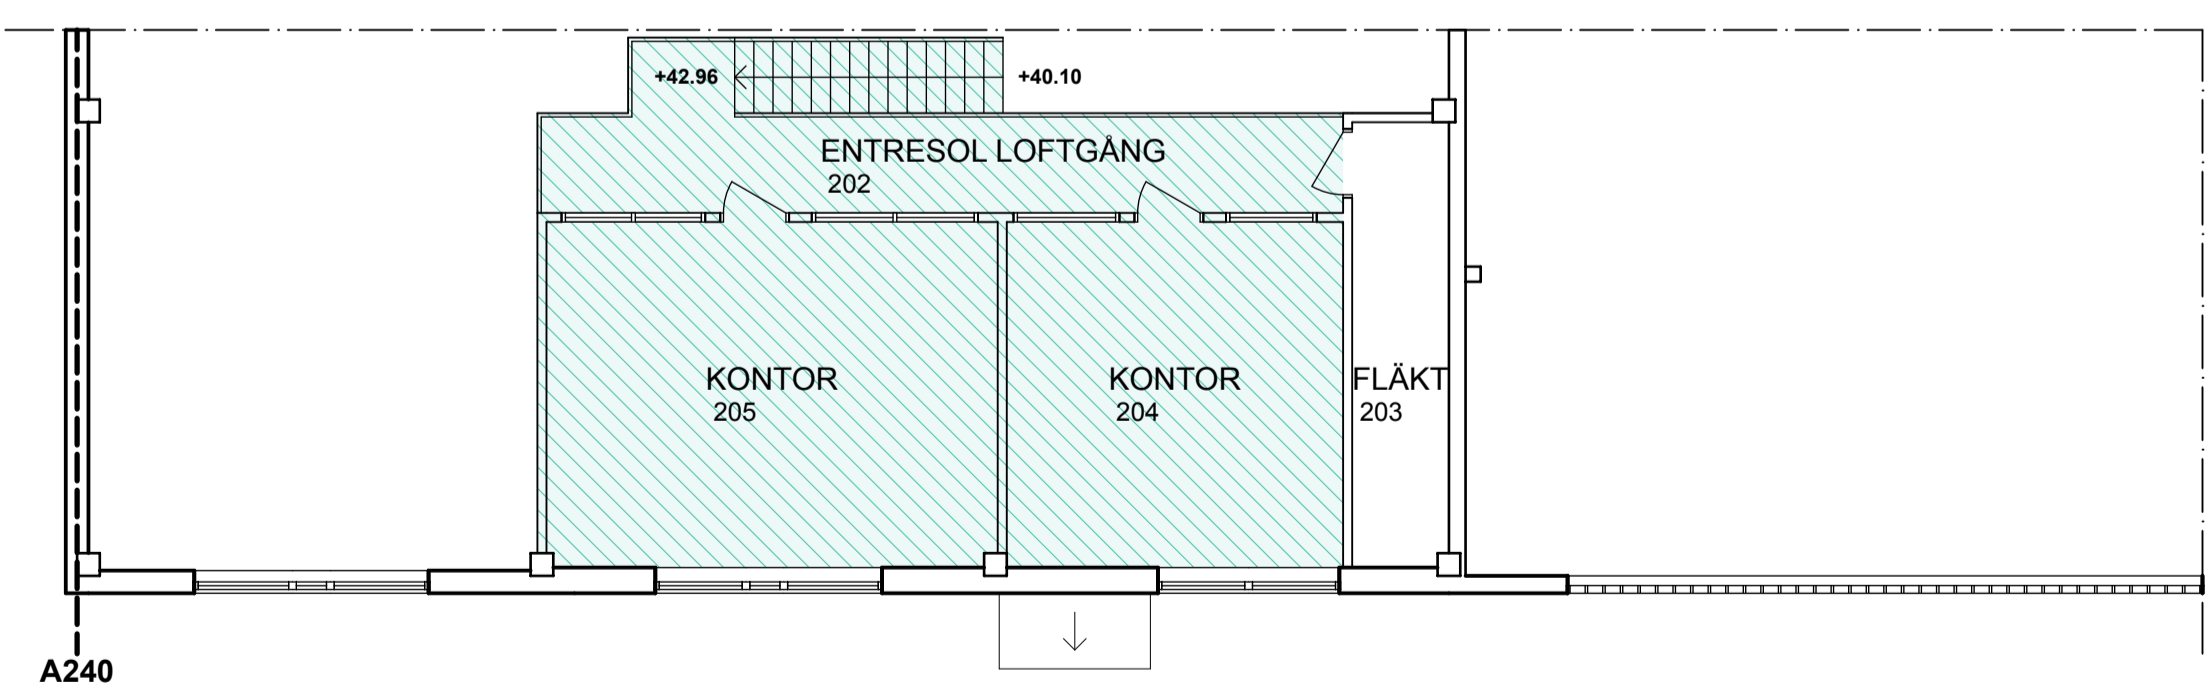 +42.96
+40.10
ENTRESOL LOFTGÅNG
202
KONTOR
205
KONTOR
204
FLÄKT
203
A240